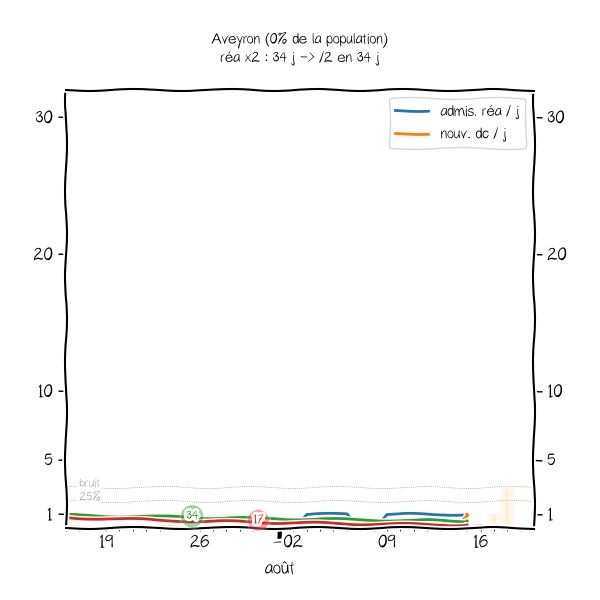 Aveyron (0% de la population)
réa x2 : 34 j -> /2 en 34 j
admis. réa / j
nouv. dc / j
30 30
20 20
10 10
5 5
bruit
25%
1 34 17 1
19 26 02 09 16
août